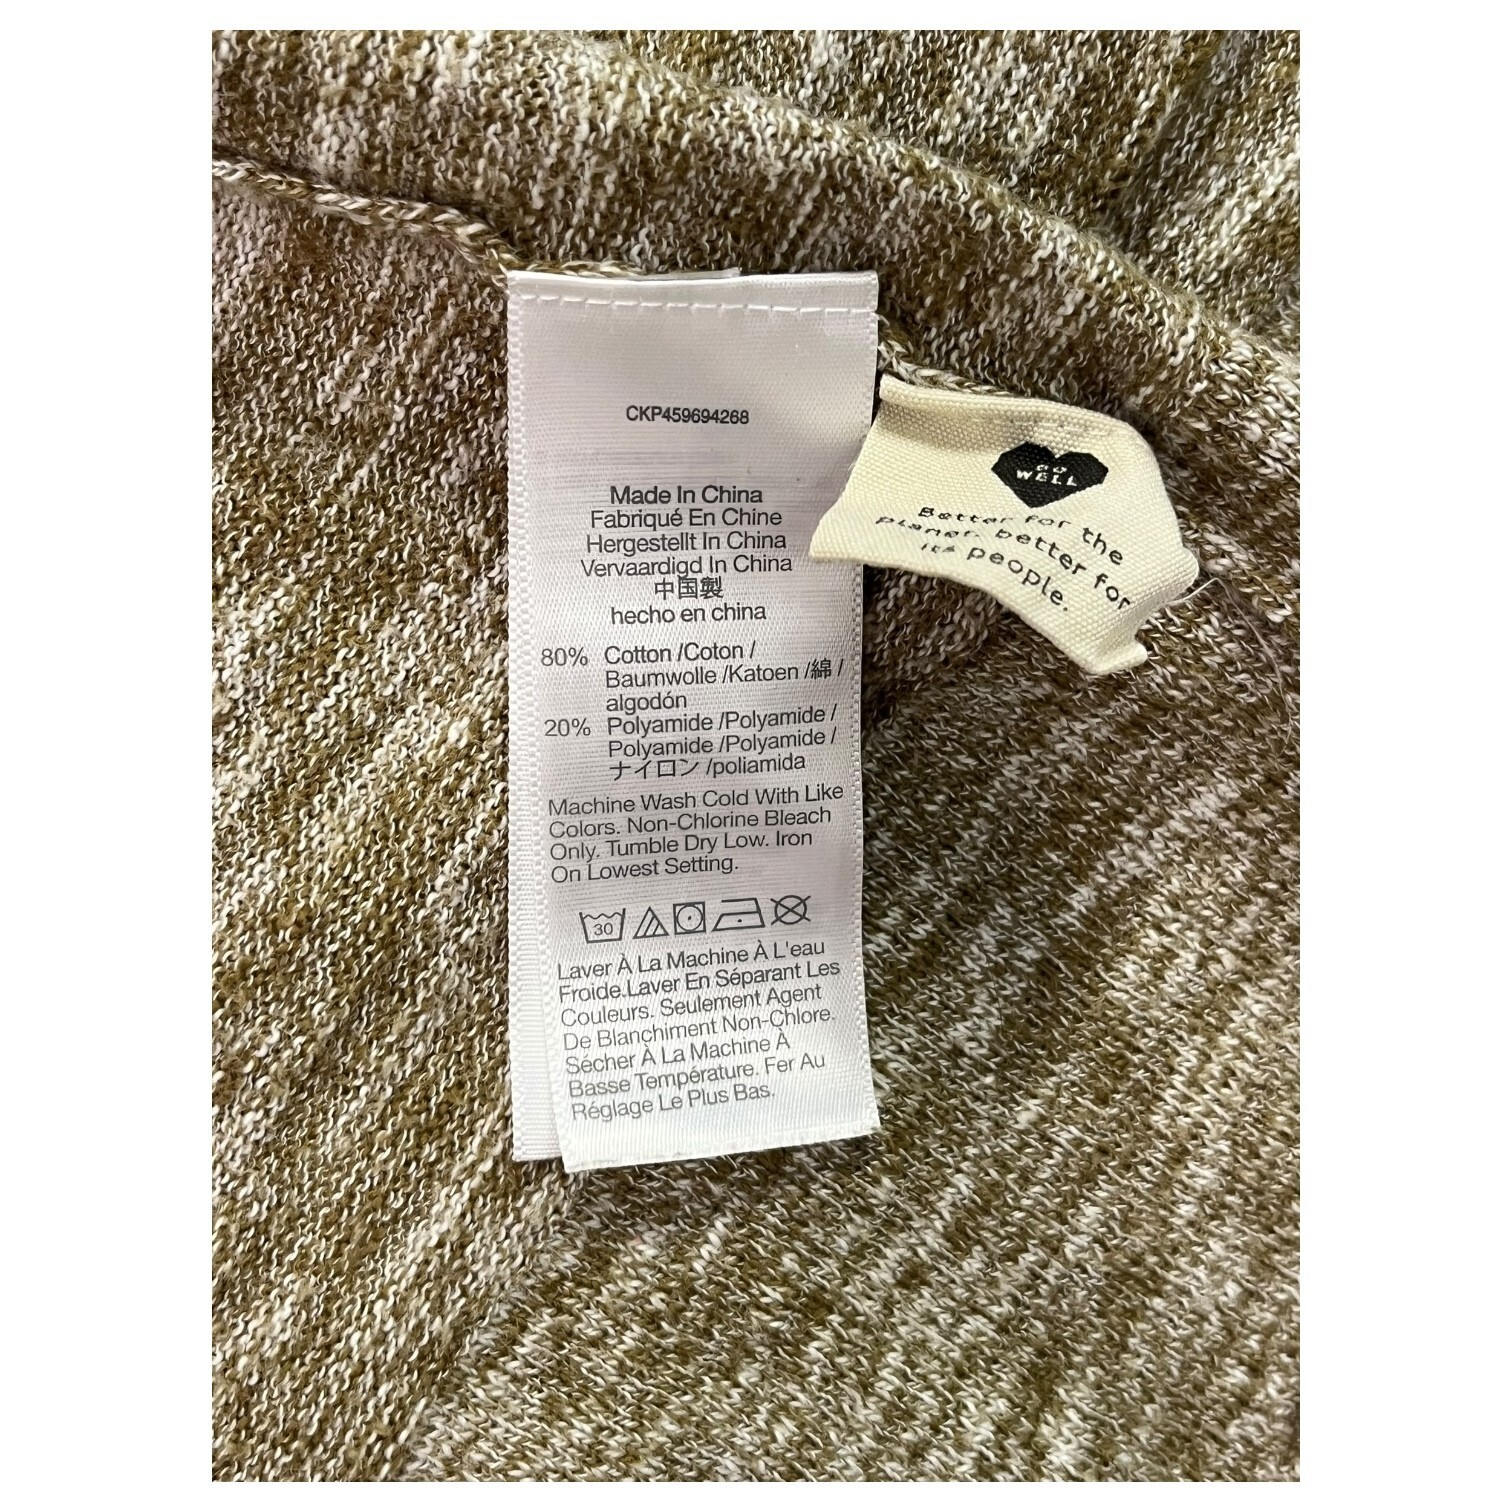 CKP459694268
Made In China
Fabriqué En Chine
Hergestellt In China
Vervaardigd In China
中国製
hecho en china
80% Cotton /Coton /
Baumwolle /Katoen /綿 /
algodón
20% Polyamide /Polyamide /
Polyamide /Polyamide /
ナイロン /poliamida
Machine Wash Cold With Like
Colors. Non-Chlorine Bleach
Only. Tumble Dry Low. Iron
On Lowest Setting.
30
Laver À La Machine À L'eau
Froide.Laver En Séparant Les
Couleurs. Seulement Agent
De Blanchiment Non-Chlore.
Sécher À La Machine À
Basse Température. Fer Au
Réglage Le Plus Bas.
DO
WELL
Better for the
planet. better for
its people.